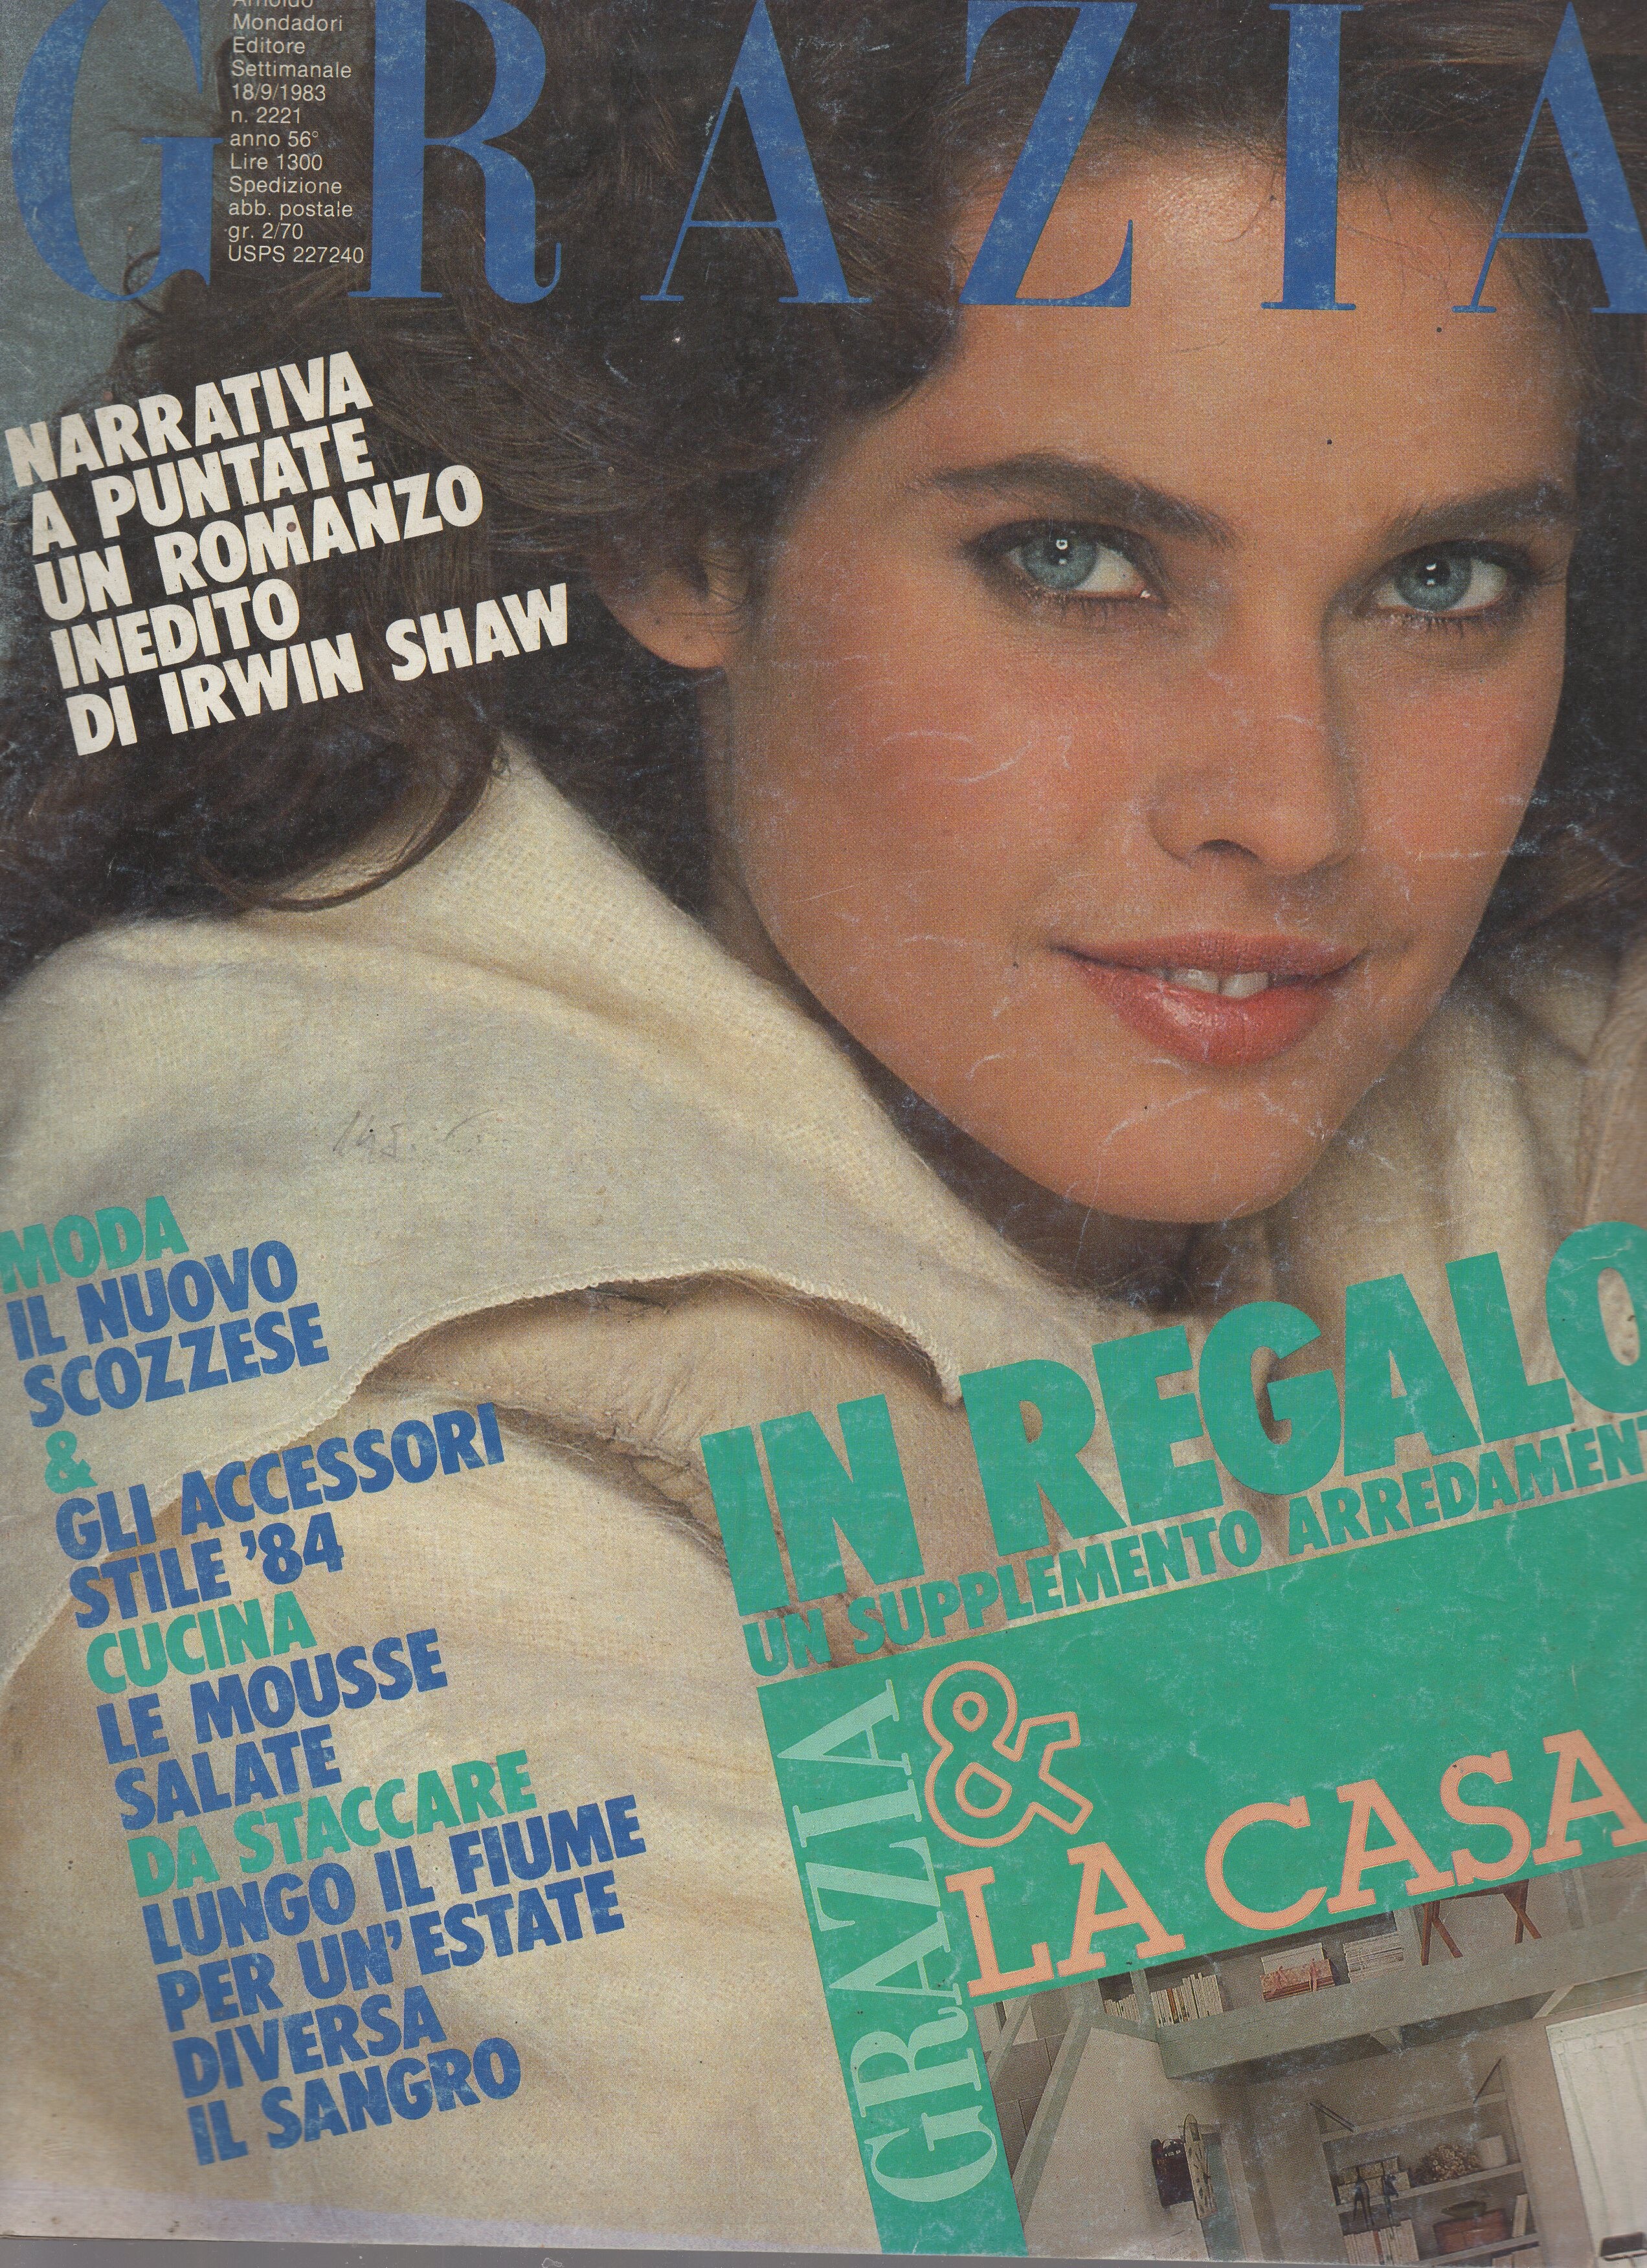 GRAZIA
Arnoldo
Mondadori
Editore
Settimanale
18/9/1983
n. 2221
anno 56°
Lire 1300
Spedizione
abb. postale
gr. 2/70
USPS 227240
NARRATIVA
A PUNTATE
UN ROMANZO
INEDITO
DI IRWIN SHAW
MODA
IL NUOVO
SCOZZESE
&
GLI ACCESSORI
STILE '84
CUCINA
LE MOUSSE
SALATE
DA STACCARE
LUNGO IL FIUME
PER UN'ESTATE
DIVERSA
IL SANGRO
IN REGALO
UN SUPPLEMENTO ARREDAMENT
GRAZIA
&
LA CASA